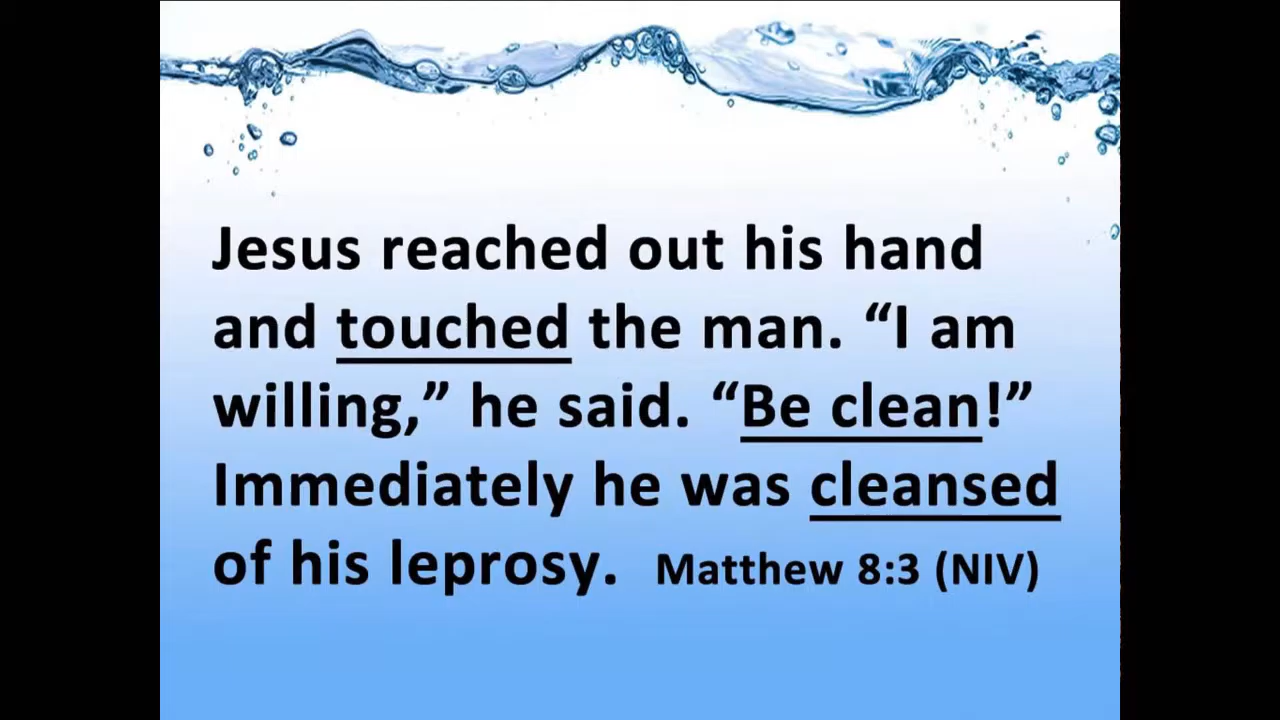 Jesus reached out his hand
and touched the man. “I am
willing,” he said. “Be clean!”
Immediately he was cleansed
of his leprosy. Matthew 8:3 (NIV)